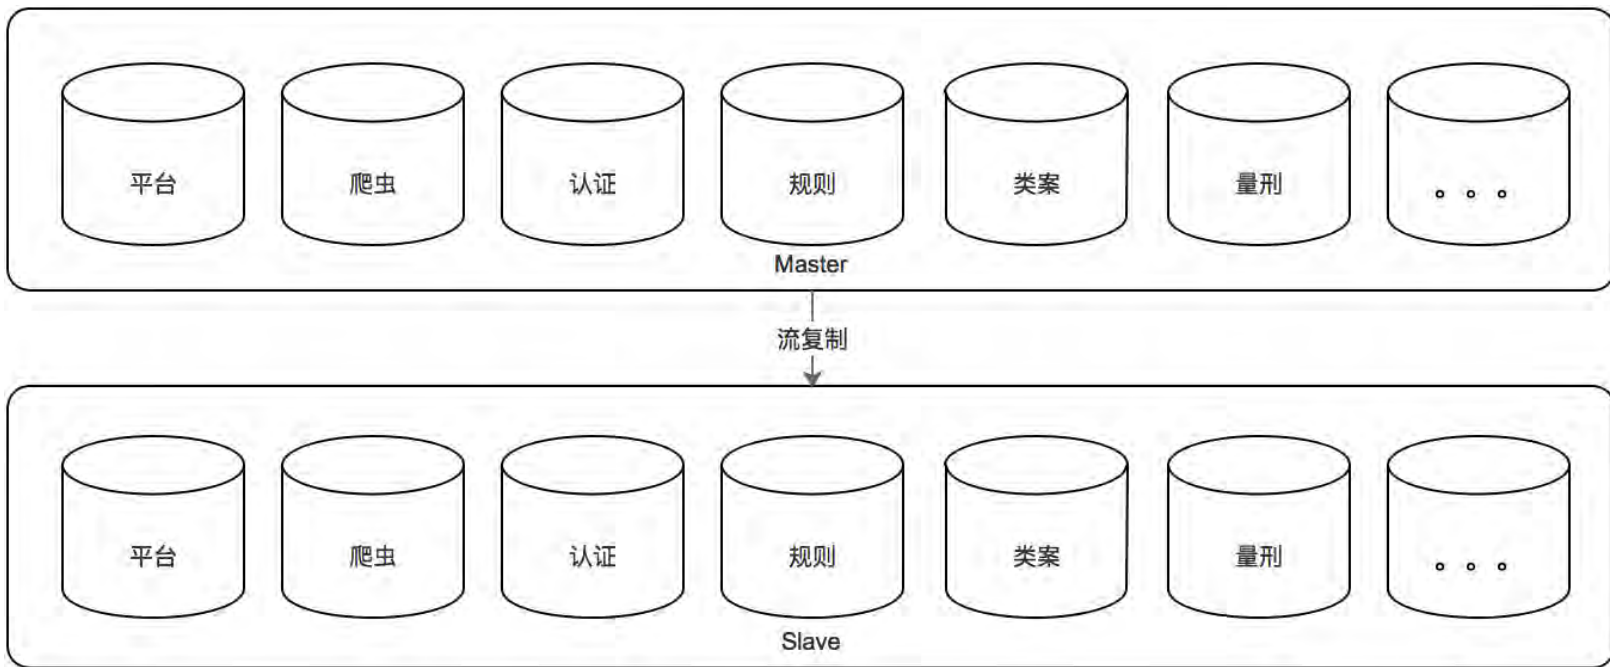 平台
爬虫
认证
规则
类案
量刑
。。。
Master
流复制
平台
爬虫
认证
规则
类案
量刑
。。。
Slave